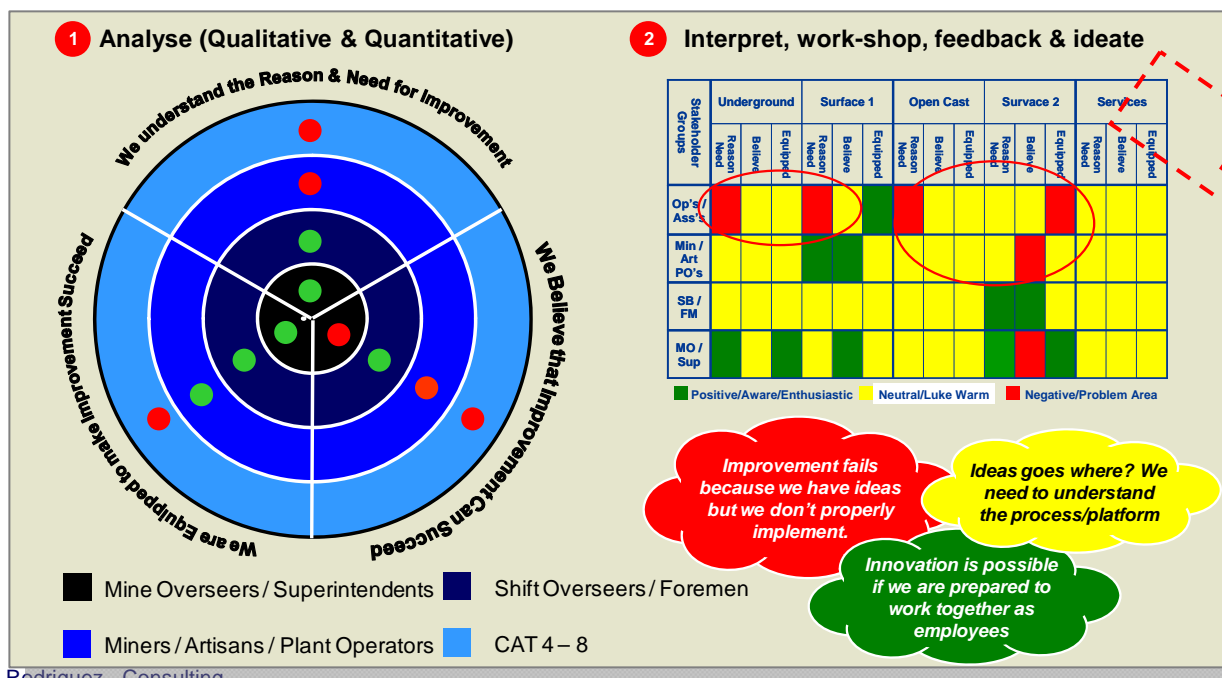 1 Analyse (Qualitative & Quantitative)
We understand the Reason & Need for Improvement
We Believe that Improvement Can Succeed
We are Equipped to make Improvement Succeed
Mine Overseers / Superintendents
Shift Overseers / Foremen
Miners / Artisans / Plant Operators
CAT 4 – 8
2 Interpret, work-shop, feedback & ideate
Stakeholder
Groups
Underground
Surface 1
Open Cast
Survace 2
Services
Reason
Need
Believe
Equipped
Reason
Need
Believe
Equipped
Reason
Need
Believe
Equipped
Reason
Need
Believe
Equipped
Reason
Need
Believe
Equipped
Op's /
Ass's
Min /
Art
PO's
SB /
FM
MO /
Sup
Positive/Aware/Enthusiastic
Neutral/Luke Warm
Negative/Problem Area
Improvement fails
because we have ideas
but we don't properly
implement.
Ideas goes where? We
need to understand
the process/platform
Innovation is possible
if we are prepared to
work together as
employees
Rodriguez - Consulting